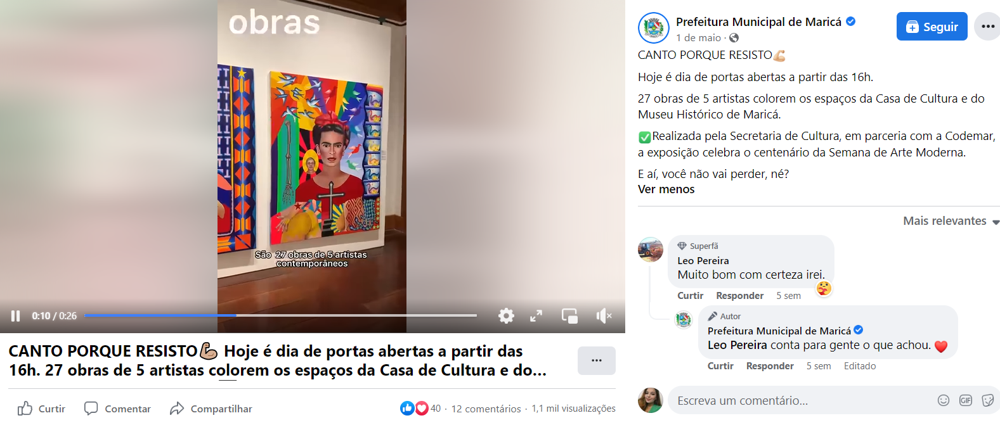 obras
São 27 obras de 5 artistas
contemporâneos
0:10 / 0:26
CANTO PORQUE RESISTO💪🏽 Hoje é dia de portas abertas a partir das
16h. 27 obras de 5 artistas colorem os espaços da Casa de Cultura e do...
Curtir
Comentar
Compartilhar
40 · 12 comentários · 1,1 mil visualizações
Prefeitura Municipal de Maricá
1 de maio ·
Seguir
CANTO PORQUE RESISTO💪🏼
Hoje é dia de portas abertas a partir das 16h.
27 obras de 5 artistas colorem os espaços da Casa de Cultura e do
Museu Histórico de Maricá.
✅Realizada pela Secretaria de Cultura, em parceria com a Codemar,
a exposição celebra o centenário da Semana de Arte Moderna.
E aí, você não vai perder, né?
Ver menos
Mais relevantes
Superfã
Leo Pereira
Muito bom com certeza irei.
Curtir Responder 5 sem
Autor
Prefeitura Municipal de Maricá
Leo Pereira conta para gente o que achou. ❤️
Curtir Responder 5 sem Editado
Escreva um comentário...
GIF